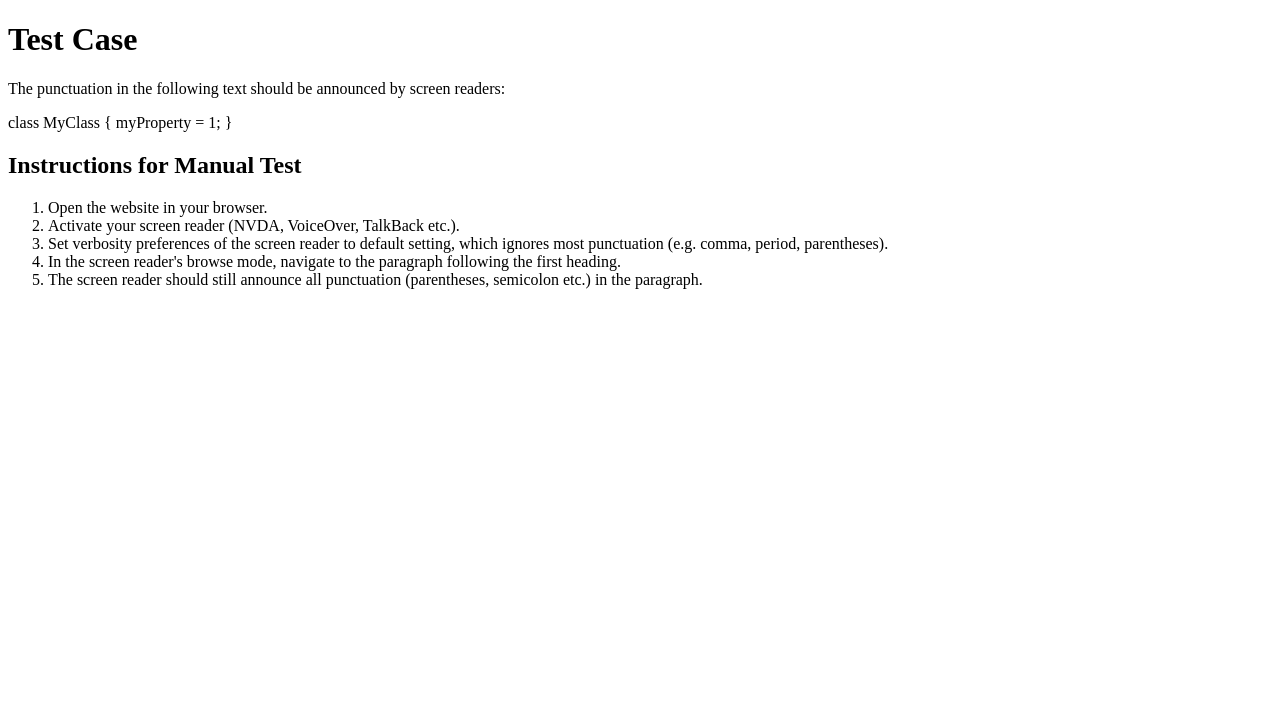 Test Case
The punctuation in the following text should be announced by screen readers:
class MyClass { myProperty = 1; }
Instructions for Manual Test
1. Open the website in your browser.
2. Activate your screen reader (NVDA, VoiceOver, TalkBack etc.).
3. Set verbosity preferences of the screen reader to default setting, which ignores most punctuation (e.g. comma, period, parentheses).
4. In the screen reader's browse mode, navigate to the paragraph following the first heading.
5. The screen reader should still announce all punctuation (parentheses, semicolon etc.) in the paragraph.